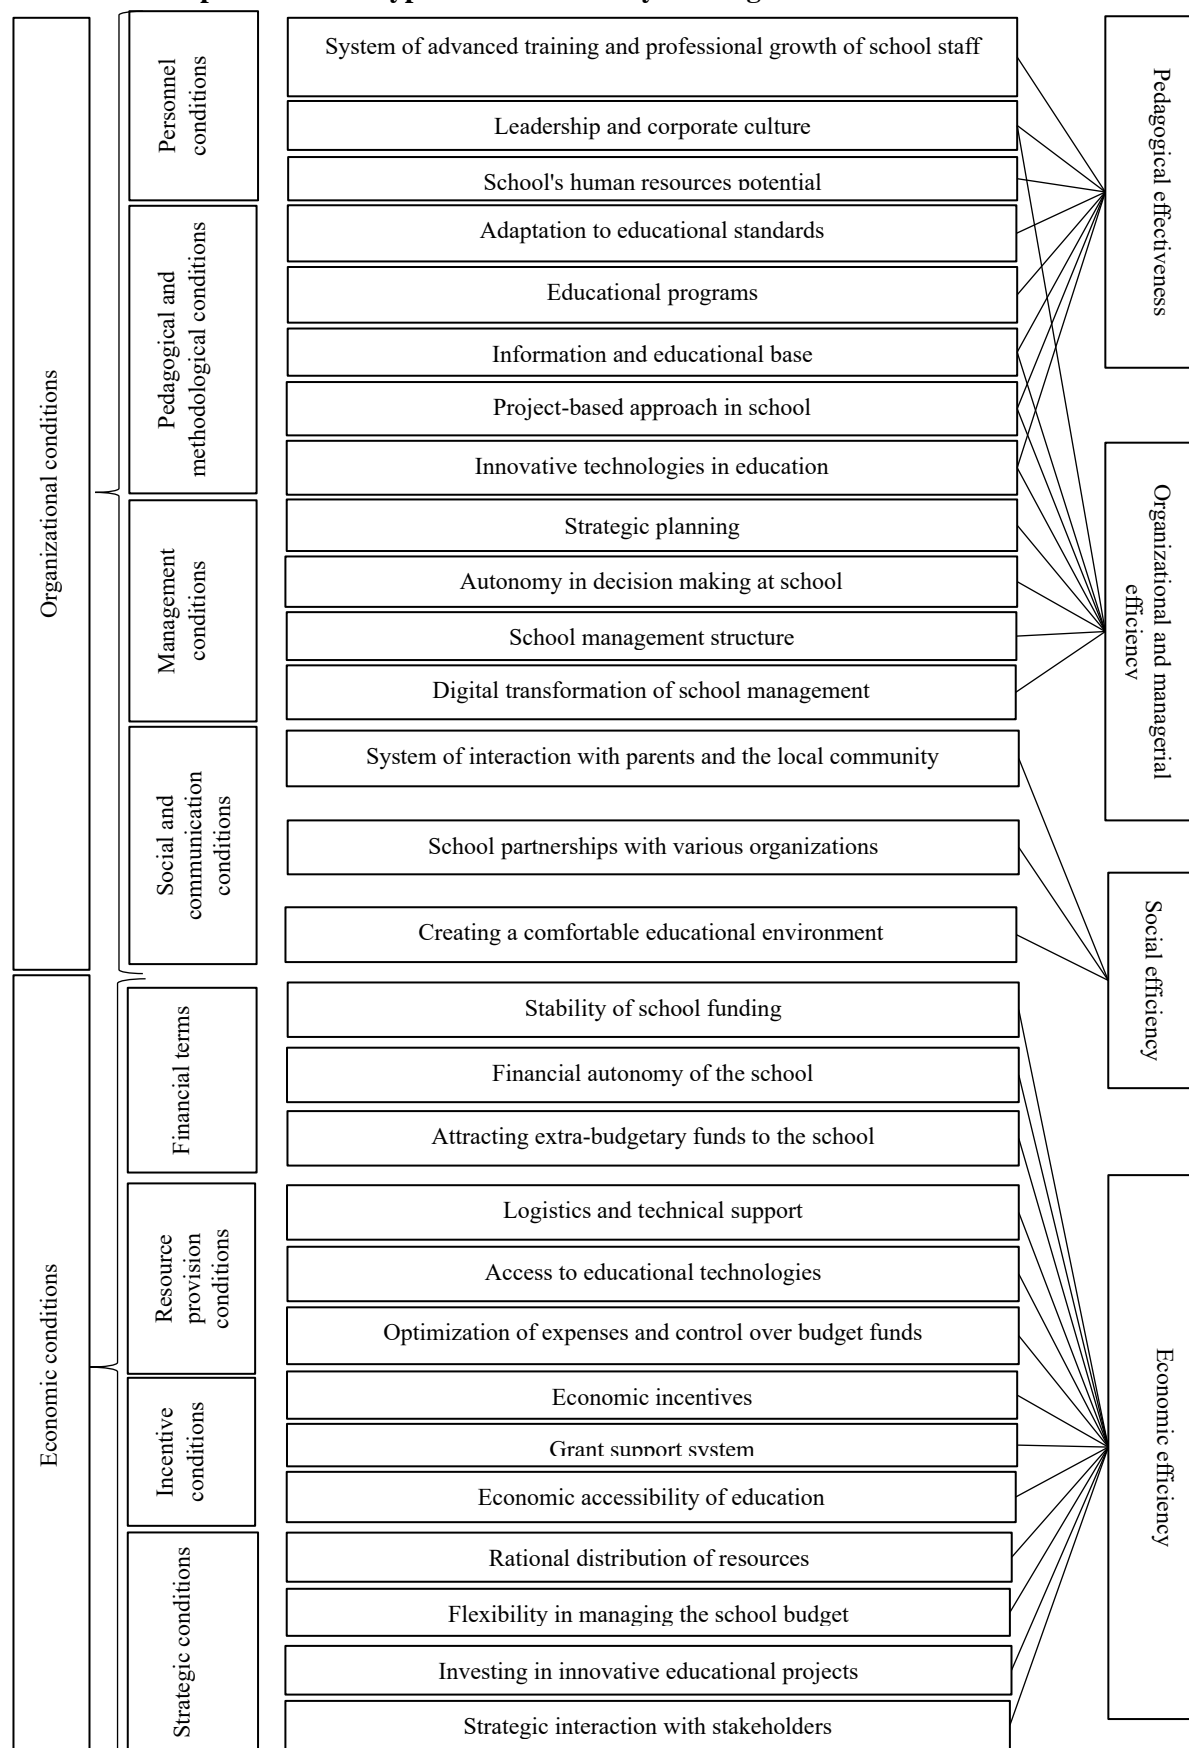 Organizational conditions
Personnel
conditions
System of advanced training and professional growth of school staff
Leadership and corporate culture
School's human resources potential
Pedagogical and
methodological conditions
Adaptation to educational standards
Educational programs
Information and educational base
Project-based approach in school
Innovative technologies in education
Management
conditions
Strategic planning
Autonomy in decision making at school
School management structure
Digital transformation of school management
Social and
communication
conditions
System of interaction with parents and the local community
School partnerships with various organizations
Creating a comfortable educational environment
Economic conditions
Financial terms
Stability of school funding
Financial autonomy of the school
Attracting extra-budgetary funds to the school
Resource
provision
conditions
Logistics and technical support
Access to educational technologies
Optimization of expenses and control over budget funds
Incentive
conditions
Economic incentives
Grant support system
Economic accessibility of education
Strategic conditions
Rational distribution of resources
Flexibility in managing the school budget
Investing in innovative educational projects
Strategic interaction with stakeholders
Pedagogical effectiveness
Organizational and managerial
efficiency
Social efficiency
Economic efficiency